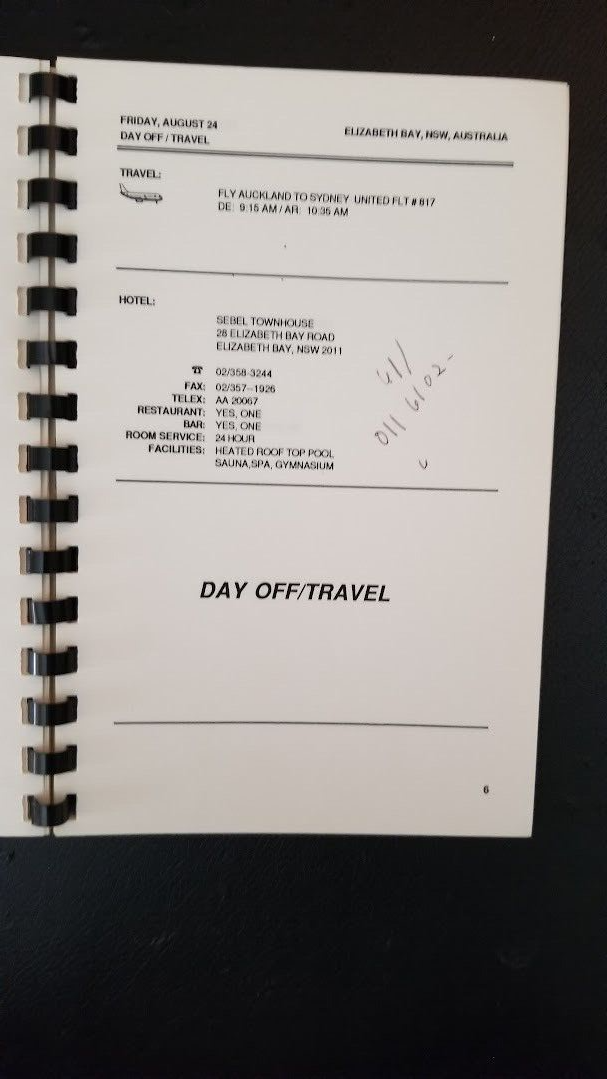 FRIDAY, AUGUST 24
DAY OFF / TRAVEL
ELIZABETH BAY, NSW, AUSTRALIA
TRAVEL:
FLY AUCKLAND TO SYDNEY UNITED FLT # 817
DE: 9:15 AM / AR: 10:35 AM
HOTEL:
SEBEL TOWNHOUSE
28 ELIZABETH BAY ROAD
ELIZABETH BAY, NSW 2011
☎ 02/358-3244
FAX: 02/357-1926
TELEX: AA 20067
RESTAURANT: YES, ONE
BAR: YES, ONE
ROOM SERVICE: 24 HOUR
FACILITIES: HEATED ROOF TOP POOL
SAUNA,SPA, GYMNASIUM
011 61 02-
DAY OFF/TRAVEL
6